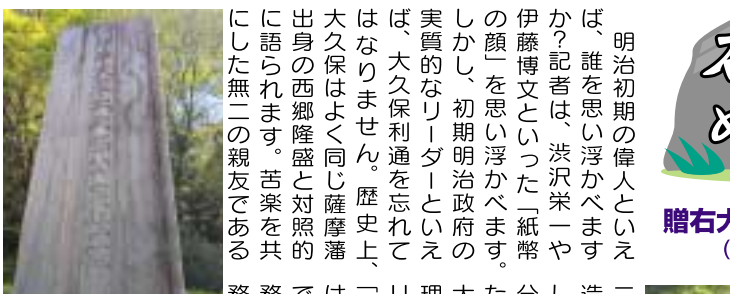 明治初期の偉人といえ
ば、誰を思い浮かべます
か?記者は、渋沢栄一や
伊藤博文といった「紙幣
の顔」を思い浮かべます。
しかし、初期明治政府の
実質的なリーダーといえ
ば、大久保利通を忘れて
はなりません。歴史上、
大久保はよく同じ薩摩藩
出身の西郷隆盛と対照的
に語られます。苦楽を共
にした無二の親友である
贈右大